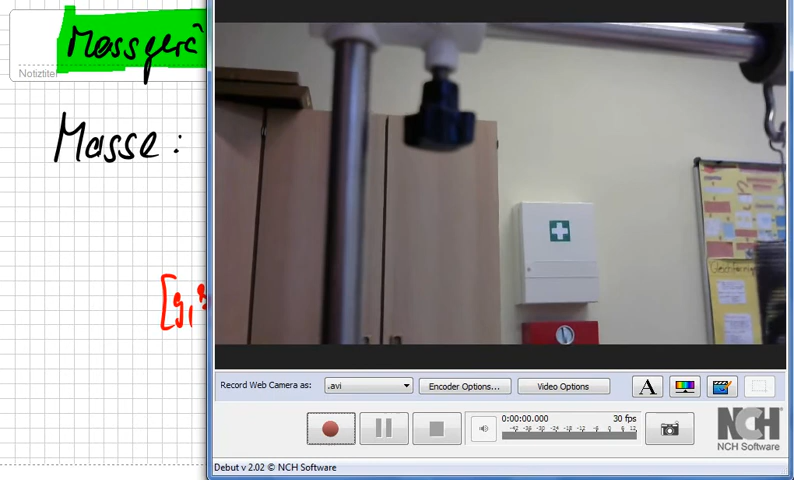 Messgerä
Notiztitel
Masse:
[g,
Record Web Camera as:
.avi
Encoder Options...
Video Options
A
0:00:00.000
30 fps
NCH
NCH Software
Debut v 2.02 © NCH Software